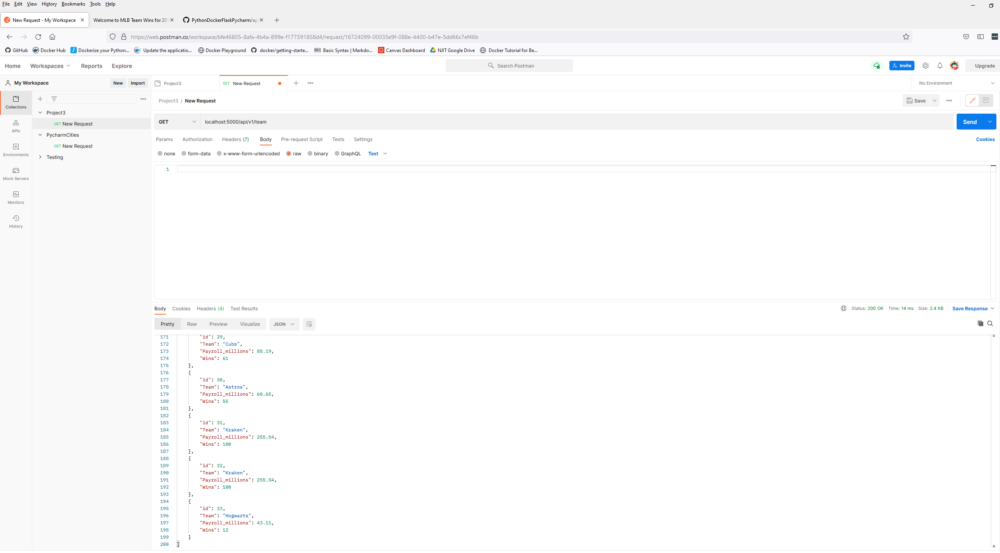 File Edit View History Bookmarks Tools Help
New Request - My Workspace
Welcome to MLB Team Wins for 201
PythonDockerFlaskPycharm/ap
https://web.postman.co/workspace/bfe46805-8afa-4b4a-899e-f177591858d4/request/16724099-00035e9f-088e-4400-b47e-5dd66c7ef46b
GitHub Docker Hub Dockerize your Python... Update the applicatio... Docker Playground docker/getting-starte... Basic Syntax | Markdo... Canvas Dashboard NJIT Google Drive Docker Tutorial for Be...
Home Workspaces Reports Explore Search Postman Invite Upgrade
My Workspace New Import Project3 GET New Request No Environment
Collections
APIs
Environments
Mock Servers
Monitors
History
Project3
GET New Request
PycharmCities
GET New Request
Testing
Project3 / New Request Save
GET localhost:5000/api/v1/team Send
Params Authorization Headers (7) Body Pre-request Script Tests Settings Cookies
none form-data x-www-form-urlencoded raw binary GraphQL Text
1
Body Cookies Headers (4) Test Results Status: 200 OK Time: 14 ms Size: 2.4 KB Save Response
Pretty Raw Preview Visualize JSON
171 "id": 29,
172 "Team": "Cubs",
173 "Payroll_millions": 88.19,
174 "Wins": 61
175 },
176 {
177 "id": 30,
178 "Team": "Astros",
179 "Payroll_millions": 60.65,
180 "Wins": 55
181 },
182 {
183 "id": 31,
184 "Team": "Kraken",
185 "Payroll_millions": 255.54,
186 "Wins": 100
187 },
188 {
189 "id": 32,
190 "Team": "Kraken",
191 "Payroll_millions": 255.54,
192 "Wins": 100
193 },
194 {
195 "id": 33,
196 "Team": "Hogwarts",
197 "Payroll_millions": 43.11,
198 "Wins": 12
199 }
200 ]